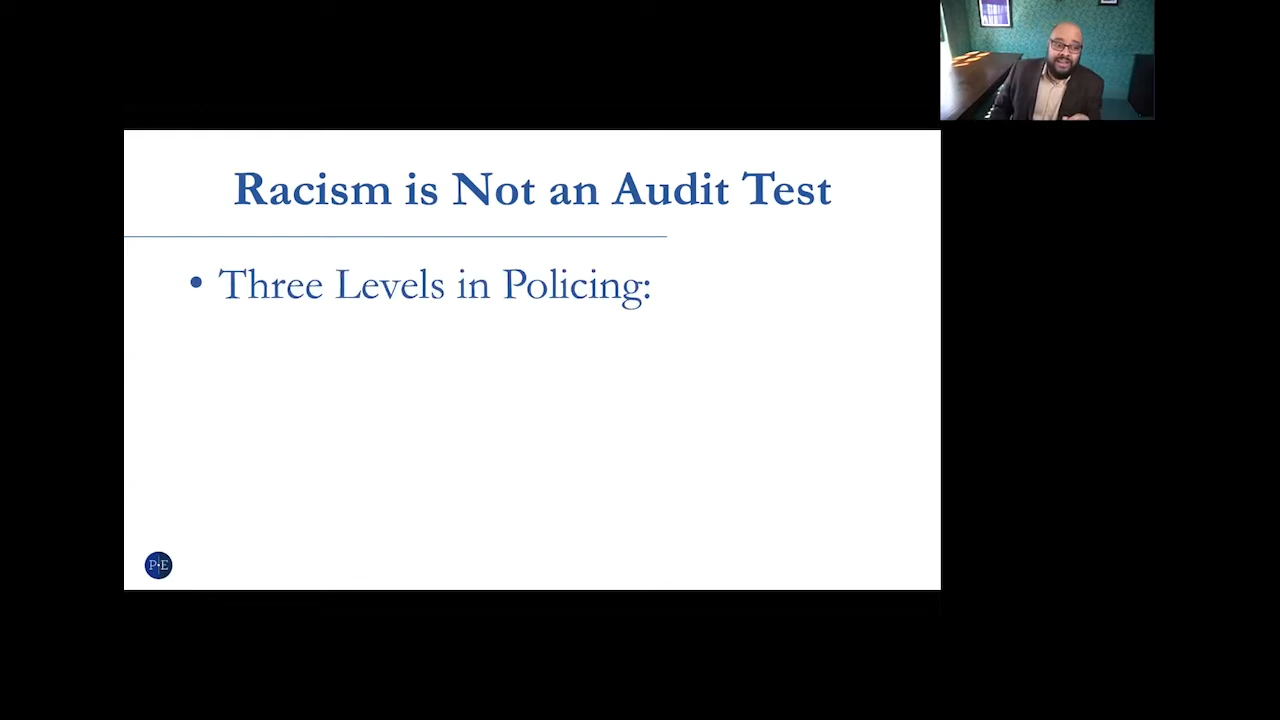 Racism is Not an Audit Test
• Three Levels in Policing:
P•E